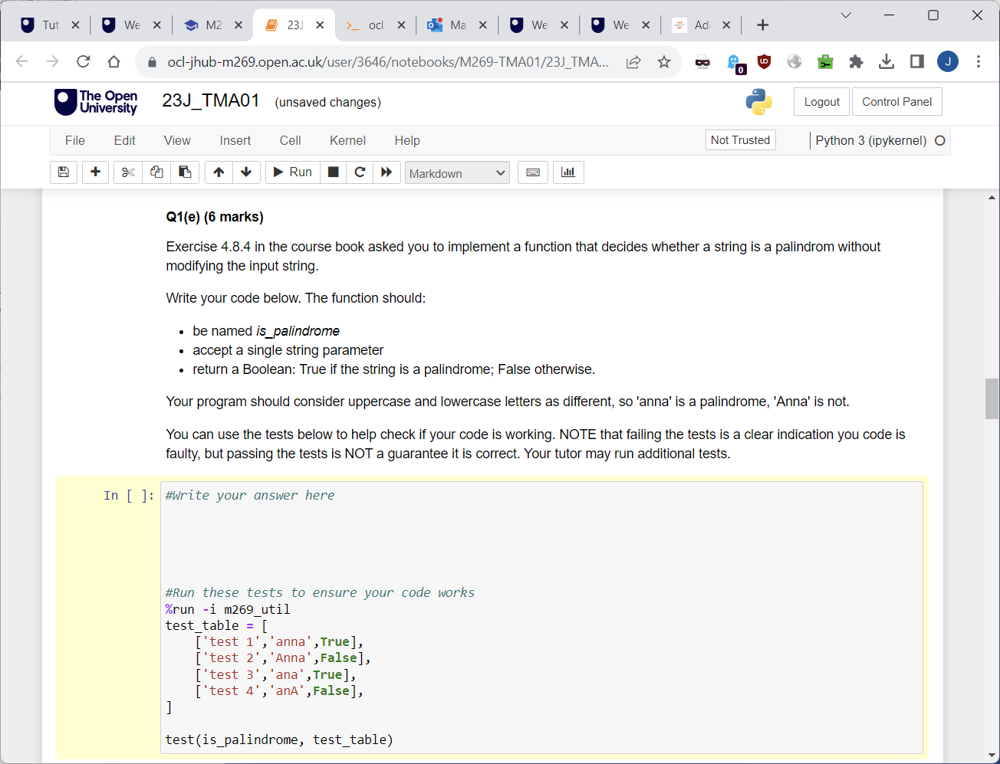 Tut
We
M2
23J
ocl-
Ma
We
We
Ad
ocl-jhub-m269.open.ac.uk/user/3646/notebooks/M269-TMA01/23J_TMA...
0
J
The Open
University
23J_TMA01 (unsaved changes)
Logout
Control Panel
File Edit View Insert Cell Kernel Help
Not Trusted
Python 3 (ipykernel)
Run
Markdown
Q1(e) (6 marks)
Exercise 4.8.4 in the course book asked you to implement a function that decides whether a string is a palindrom without
modifying the input string.
Write your code below. The function should:
• be named is_palindrome
• accept a single string parameter
• return a Boolean: True if the string is a palindrome; False otherwise.
Your program should consider uppercase and lowercase letters as different, so 'anna' is a palindrome, 'Anna' is not.
You can use the tests below to help check if your code is working. NOTE that failing the tests is a clear indication you code is
faulty, but passing the tests is NOT a guarantee it is correct. Your tutor may run additional tests.
In [ ]: #Write your answer here
#Run these tests to ensure your code works
%run -i m269_util
test_table = [
    ['test 1','anna',True],
    ['test 2','Anna',False],
    ['test 3','ana',True],
    ['test 4','anA',False],
]
test(is_palindrome, test_table)